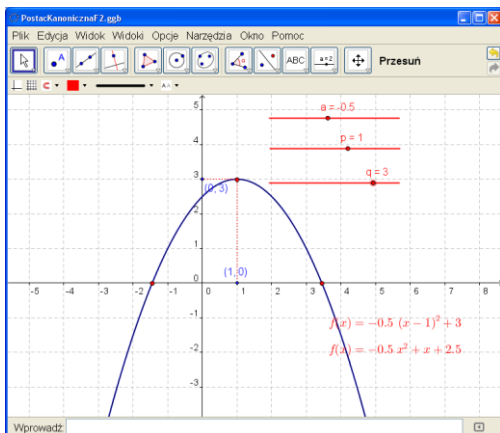 PostacKanonicznaF2.ggb
Plik Edycja Widok Widoki Opcje Narzędzia Okno Pomoc
A ABC a=2 Przesuń
A A
a = -0.5
p = 1
q = 3
5
4
3
2
1
0
-1
-2
-3
(0, 3)
(1, 0)
-5 -4 -3 -2 -1 0 1 2 3 4 5 6 7 8
f(x) = −0.5 (x − 1)² + 3
f(x) = −0.5 x² + x + 2.5
Wprowadź: